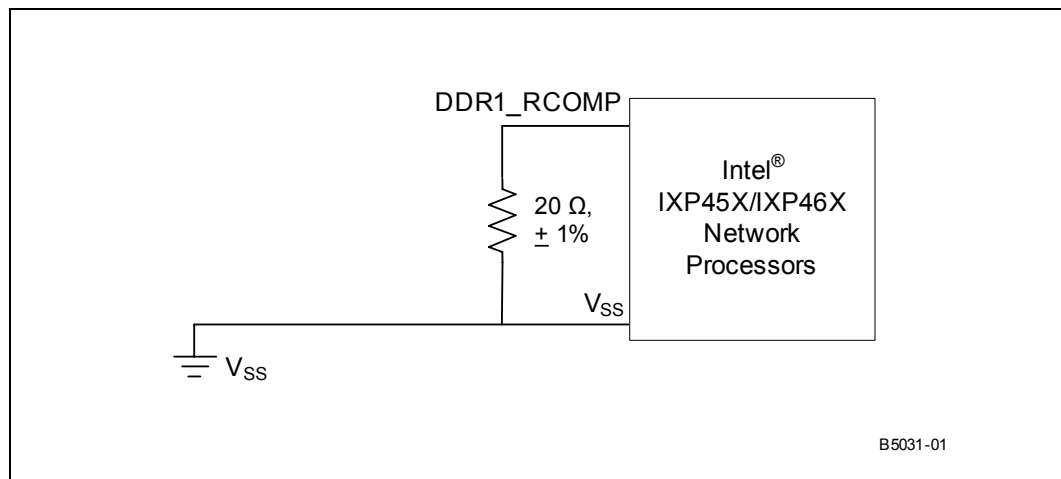 DDR1_RCOMP
Intel®
IXP45X/IXP46X
Network
Processors
20 Ω,
± 1%
VSS
VSS
B5031-01